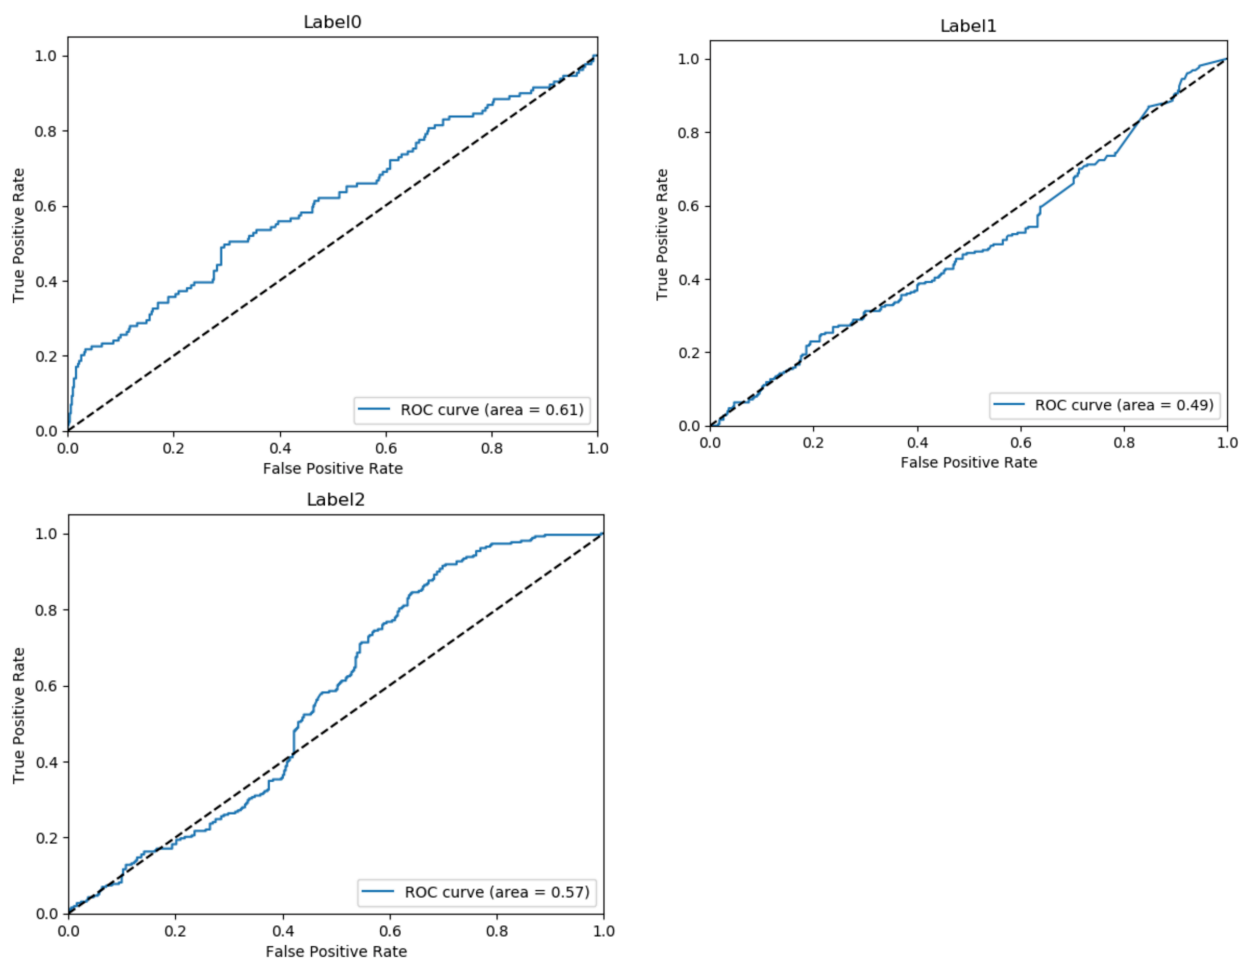 Label0
True Positive Rate
1.0
0.8
0.6
0.4
0.2
0.0
ROC curve (area = 0.61)
0.0 0.2 0.4 0.6 0.8 1.0
False Positive Rate
Label1
True Positive Rate
1.0
0.8
0.6
0.4
0.2
0.0
ROC curve (area = 0.49)
0.0 0.2 0.4 0.6 0.8 1.0
False Positive Rate
Label2
True Positive Rate
1.0
0.8
0.6
0.4
0.2
0.0
ROC curve (area = 0.57)
0.0 0.2 0.4 0.6 0.8 1.0
False Positive Rate